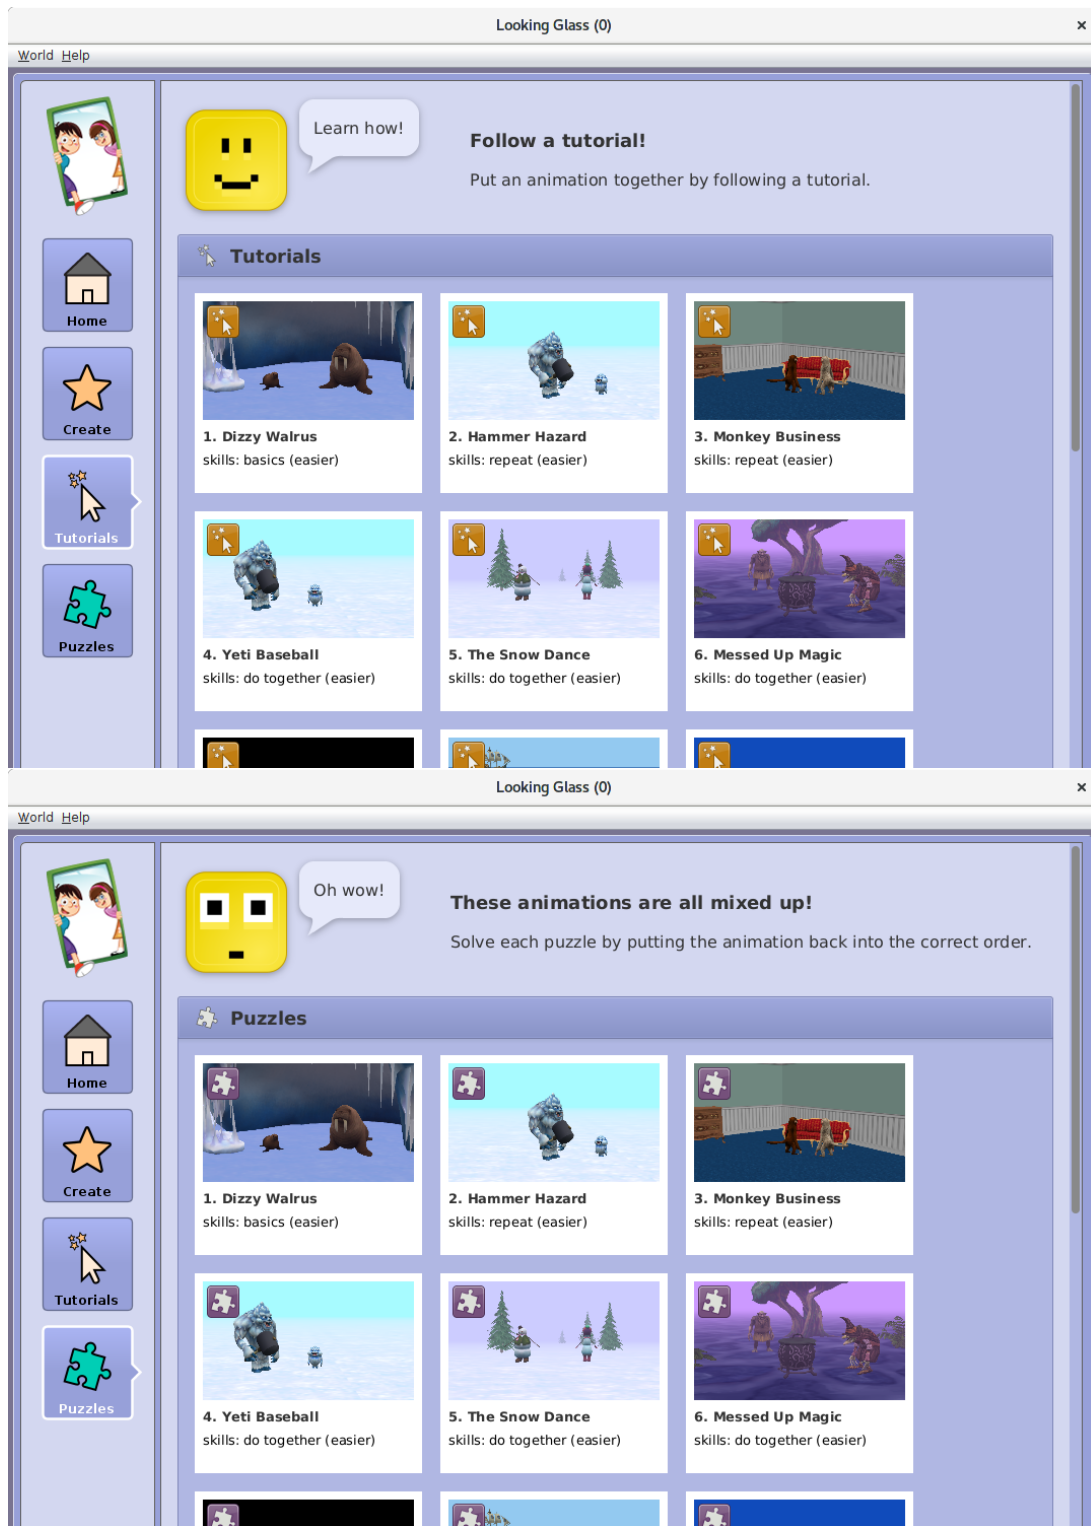 Looking Glass (0)
×
World Help
Learn how!
Follow a tutorial!
Put an animation together by following a tutorial.
Tutorials
Home
Create
Tutorials
Puzzles
1. Dizzy Walrus
skills: basics (easier)
2. Hammer Hazard
skills: repeat (easier)
3. Monkey Business
skills: repeat (easier)
4. Yeti Baseball
skills: do together (easier)
5. The Snow Dance
skills: do together (easier)
6. Messed Up Magic
skills: do together (easier)
Looking Glass (0)
×
World Help
Oh wow!
These animations are all mixed up!
Solve each puzzle by putting the animation back into the correct order.
Puzzles
Home
Create
Tutorials
Puzzles
1. Dizzy Walrus
skills: basics (easier)
2. Hammer Hazard
skills: repeat (easier)
3. Monkey Business
skills: repeat (easier)
4. Yeti Baseball
skills: do together (easier)
5. The Snow Dance
skills: do together (easier)
6. Messed Up Magic
skills: do together (easier)